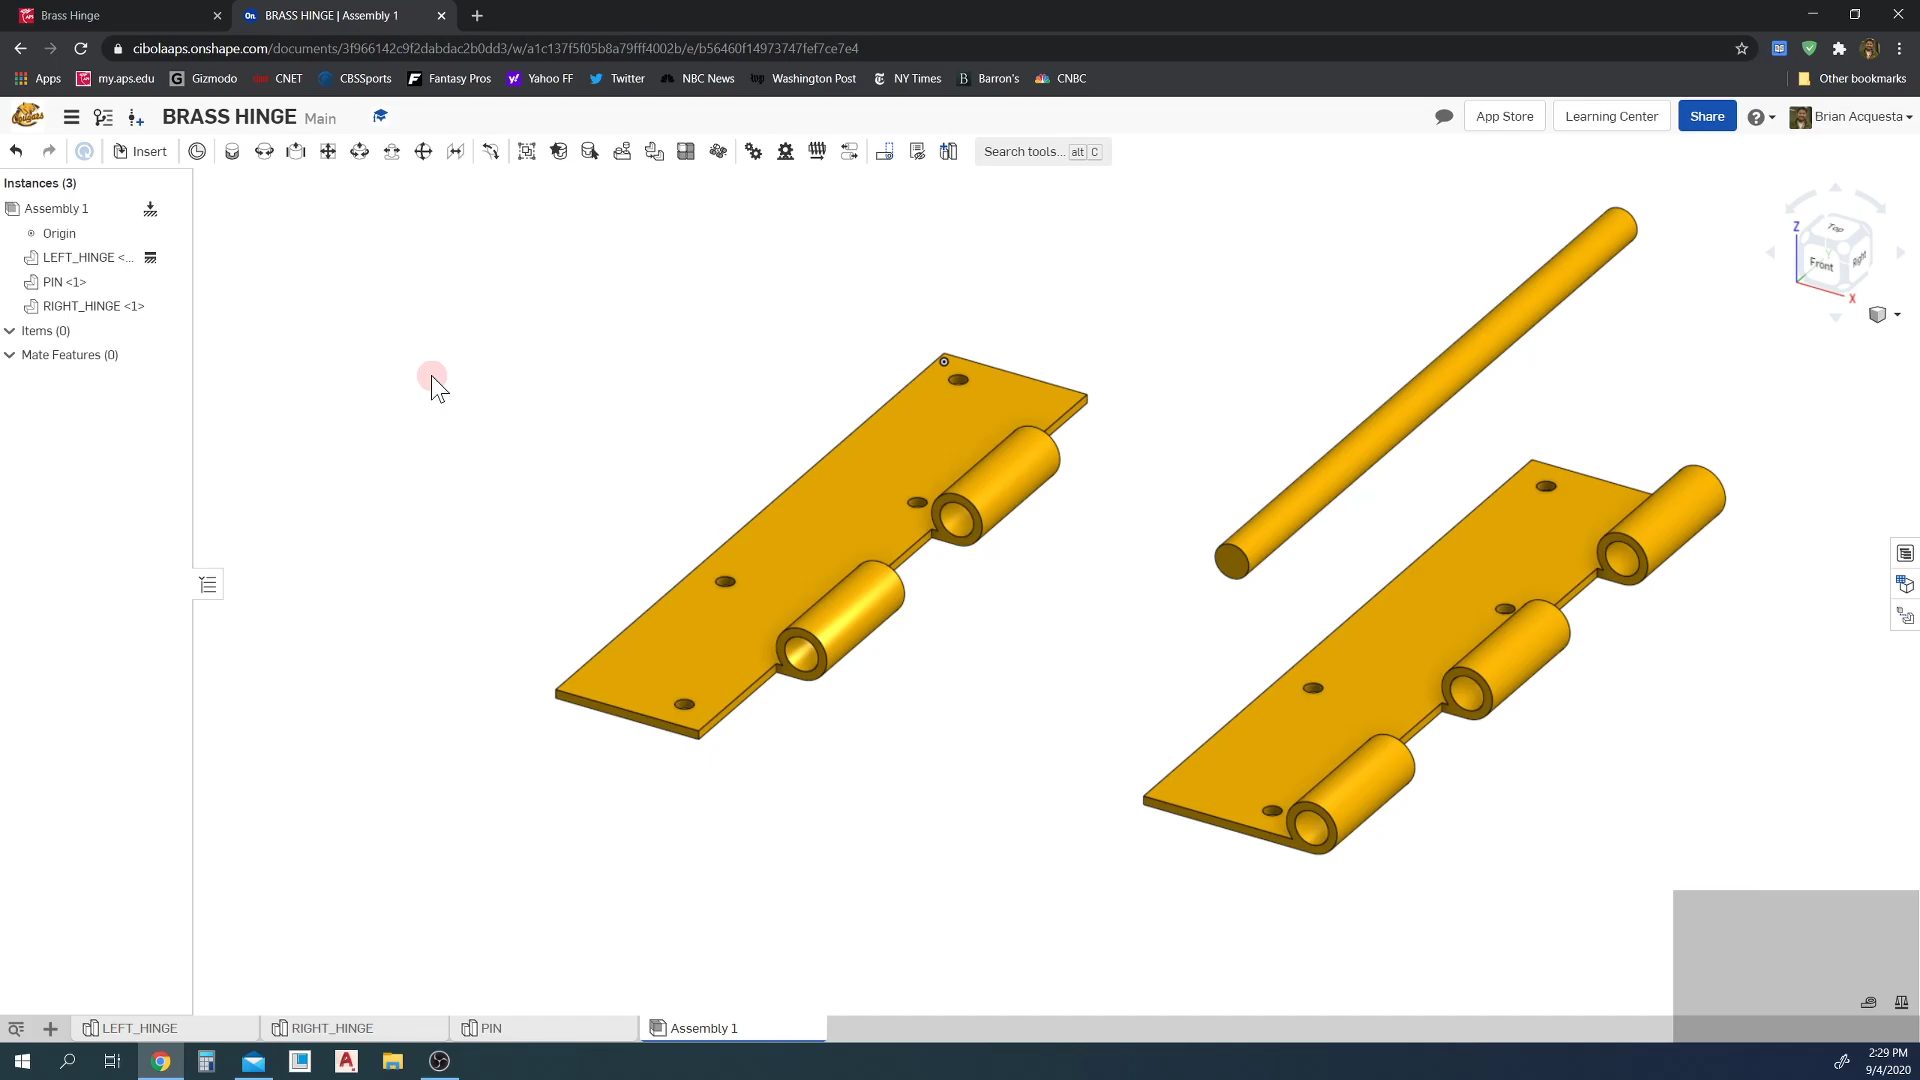 Brass Hinge
BRASS HINGE | Assembly 1
cibolaaps.onshape.com/documents/3f966142c9f2dabdac2b0dd3/w/a1c137f5f05b8a79fff4002b/e/b56460f14973747fef7ce7e4
Apps my.aps.edu Gizmodo CNET CBSSports Fantasy Pros Yahoo FF Twitter NBC News Washington Post NY Times Barron's CNBC Other bookmarks
BRASS HINGE Main App Store Learning Center Share Brian Acquesta
Insert Search tools... alt C
Instances (3)
Assembly 1
Origin
LEFT_HINGE <...
PIN <1>
RIGHT_HINGE <1>
Items (0)
Mate Features (0)
Top
Front
Right
Z
X
Y
LEFT_HINGE RIGHT_HINGE PIN Assembly 1
2:29 PM
9/4/2020